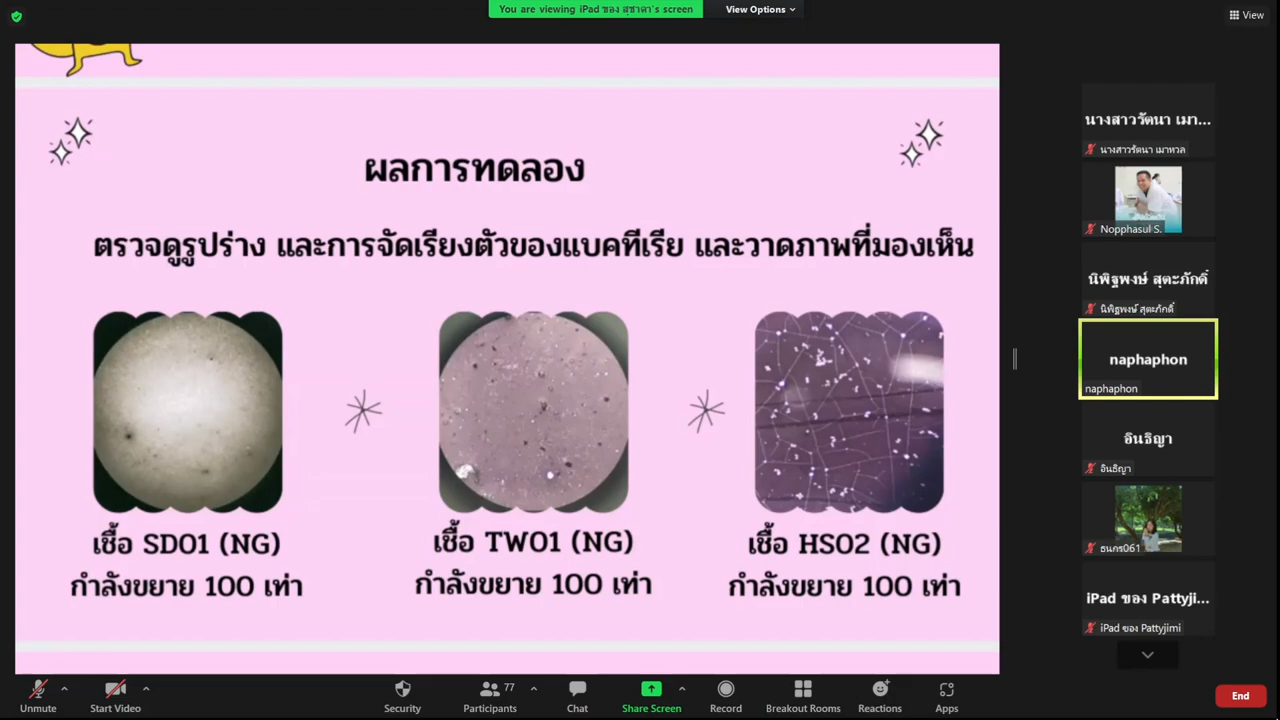 You are viewing iPad ของ สุชาดา's screen
View Options
View
ผลการทดลอง
ตรวจดูรูปร่าง และการจัดเรียงตัวของแบคทีเรีย และวาดภาพที่มองเห็น
เชื้อ SD01 (NG)
กำลังขยาย 100 เท่า
เชื้อ TW01 (NG)
กำลังขยาย 100 เท่า
เชื้อ HS02 (NG)
กำลังขยาย 100 เท่า
นางสาววัตนา เมา...
นางสาวรัตนา เมาหวล
Nopphasul S.
นิพิฐพงษ์ สุตะภักดิ์
นิพิฐพงษ์ สุตะภักดิ์
naphaphon
naphaphon
อินธิญา
อินธิญา
ธนกร061
iPad ของ Pattyji...
iPad ของ Pattyjimi
Unmute
Start Video
Security
77
Participants
Chat
Share Screen
Record
Breakout Rooms
Reactions
Apps
End